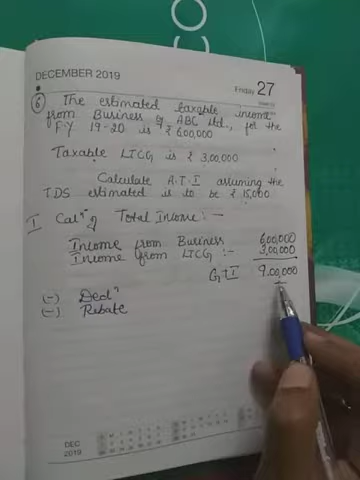 DECEMBER 2019
Friday 27
6 The estimated taxable income
from Business of ABC Ltd., for the
F.Y 19-20 is ₹ 6,00,000
Taxable LTCG is ₹ 3,00,000
Calculate A.T.I assuming the
TDS estimated is to be ₹ 15,000
I Calⁿ of Total Income :-
Income from Business 6,00,000
Income from LTCG :- 3,00,000
G.T.I 9,00,000
(-) Dedⁿ
(-) Rebate
DEC
2019